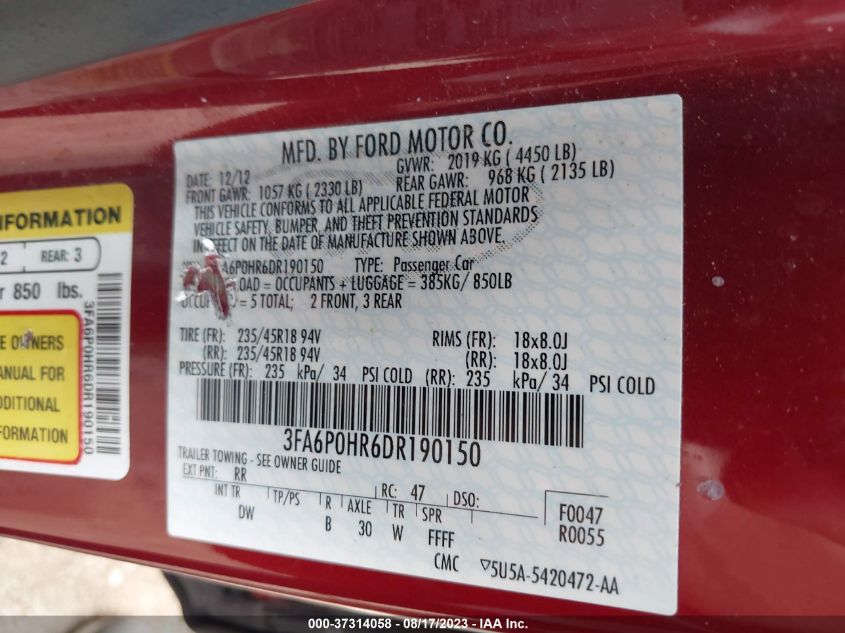 MFD. BY FORD MOTOR CO.
DATE: 12/12 GVWR: 2019 KG ( 4450 LB)
FRONT GAWR: 1057 KG ( 2330 LB) REAR GAWR: 968 KG ( 2135 LB)
THIS VEHICLE CONFORMS TO ALL APPLICABLE FEDERAL MOTOR
VEHICLE SAFETY, BUMPER, AND THEFT PREVENTION STANDARDS
IN EFFECT ON THE DATE OF MANUFACTURE SHOWN ABOVE.
FA6P0HR6DR190150 TYPE: Passenger Car
OAD = OCCUPANTS + LUGGAGE = 385KG/ 850LB
= 5 TOTAL; 2 FRONT, 3 REAR
TIRE (FR): 235/45R18 94V RIMS (FR): 18x8.0J
(RR): 235/45R18 94V (RR): 18x8.0J
PRESSURE (FR): 235 kPa/ 34 PSI COLD (RR): 235 kPa/ 34 PSI COLD
3FA6P0HR6DR190150
TRAILER TOWING - SEE OWNER GUIDE
EXT PNT: RR RC: 47 DSO:
INT TR TP/PS R AXLE TR SPR F0047
DW B 30 W FFFF R0055
CMC ▽5U5A-5420472-AA
NFORMATION
2 REAR: 3
r 850 lbs.
3FA6P0HR6DR190150
E OWNERS
ANUAL FOR
DDITIONAL
FORMATION
000-37314058 - 08/17/2023 - IAAI.com